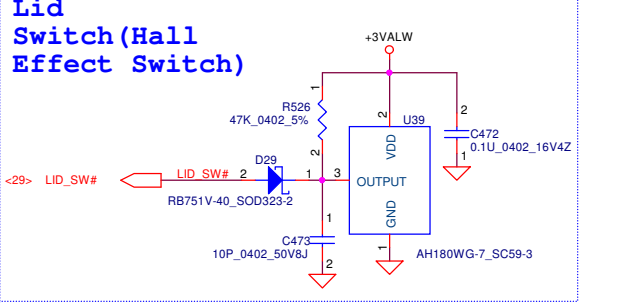 Lid
Switch(Hall
Effect Switch)
+3VALW
1
R526
47K_0402_5%
2
2
U39
VDD
2
C472
0.1U_0402_16V4Z
1
D29
<29> LID_SW#
LID_SW#
2
1
3
OUTPUT
RB751V-40_SOD323-2
GND
1
C473
10P_0402_50V8J
2
1
AH180WG-7_SC59-3